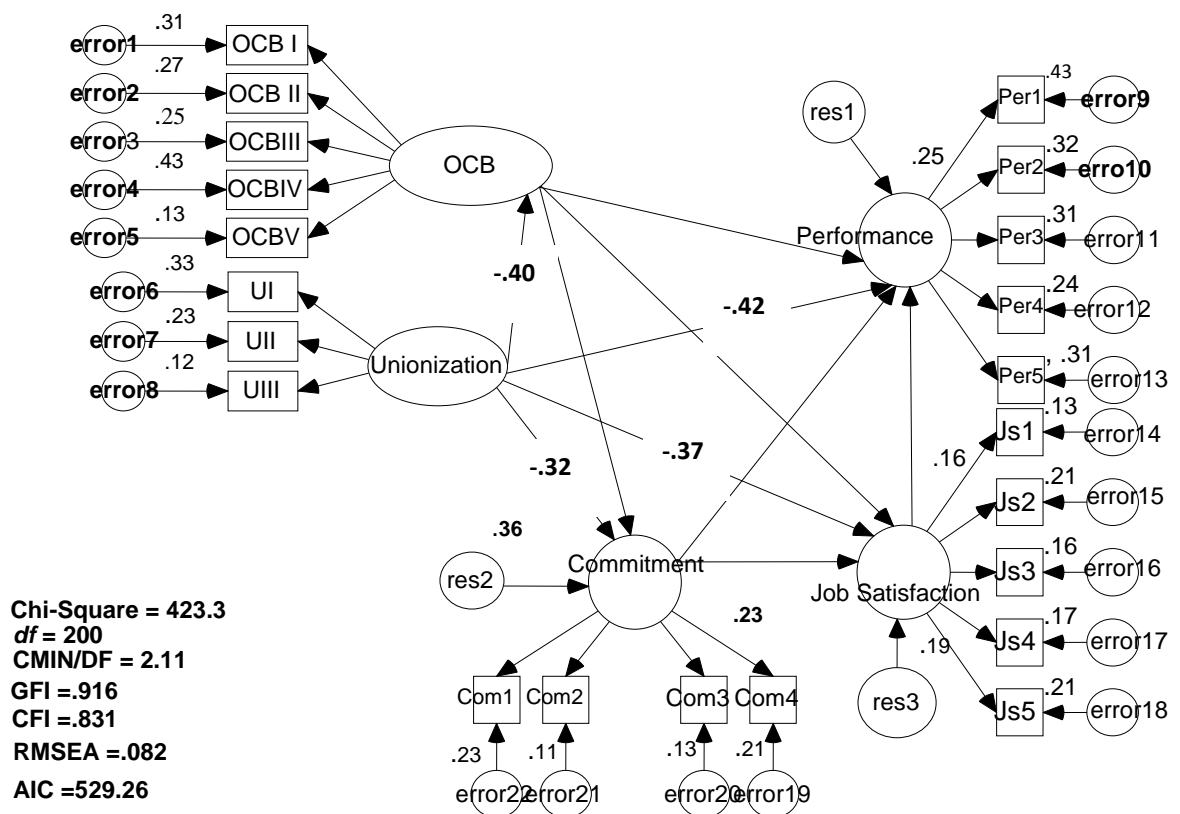 .31
error1
OCB I
.27
error2
OCB II
.25
error3
OCBIII
.43
error4
OCBIV
.13
error5
OCBV
.33
error6
UI
.23
error7
UII
.12
error8
UIII
OCB
Unionization
-.40
-.42
-.32
-.37
res1
Performance
.25
Per1
.43
error9
Per2
.32
erro10
Per3
.31
error11
Per4
.24
error12
Per5
, .31
error13
Js1
.13
error14
.16
Js2
.21
error15
Js3
.16
error16
Js4
.17
error17
.19
Js5
.21
error18
Job Satisfaction
res3
.36
res2
Commitment
.23
Com1
Com2
Com3
Com4
.23
.11
.13
.21
error22
error21
error20
error19
Chi-Square = 423.3
df = 200
CMIN/DF = 2.11
GFI =.916
CFI =.831
RMSEA =.082
AIC =529.26